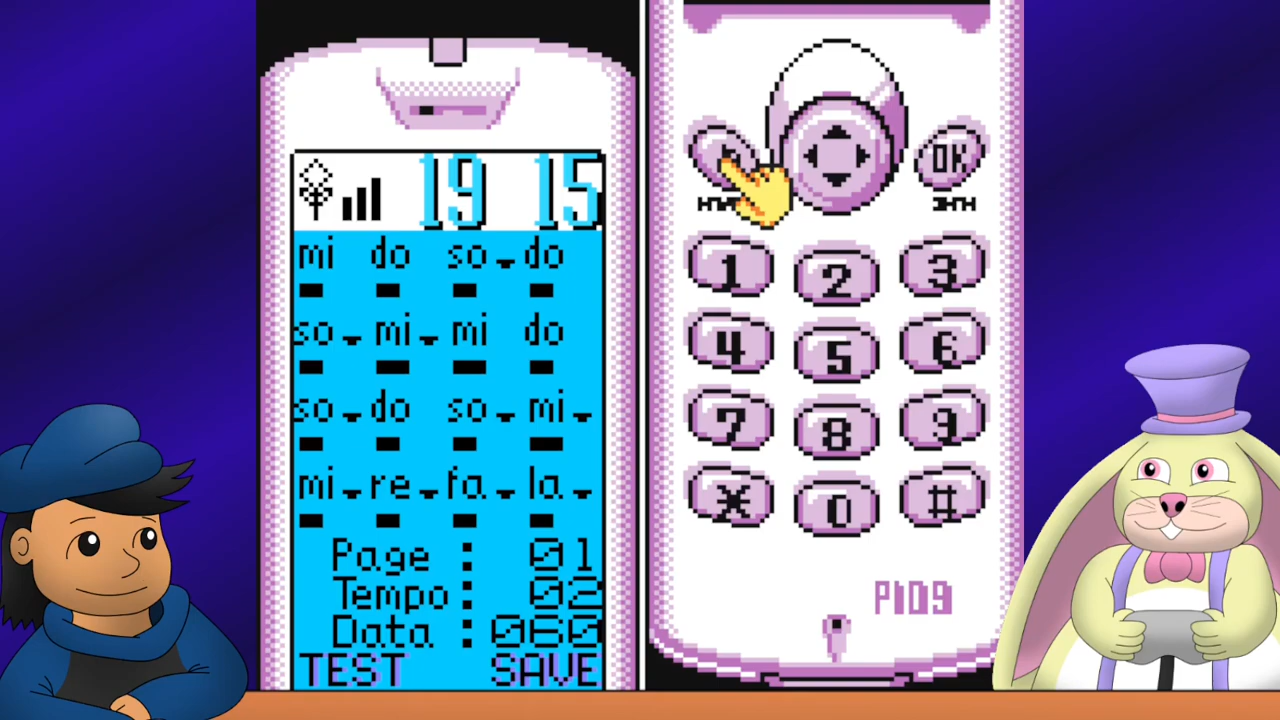 19 15
mi do so do
so mi mi do
so do so mi
mi re fa la
Page : 01
Tempo : 02
Data : 060
TEST SAVE
OK
1 2 3
4 5 6
7 8 9
* 0 #
P109